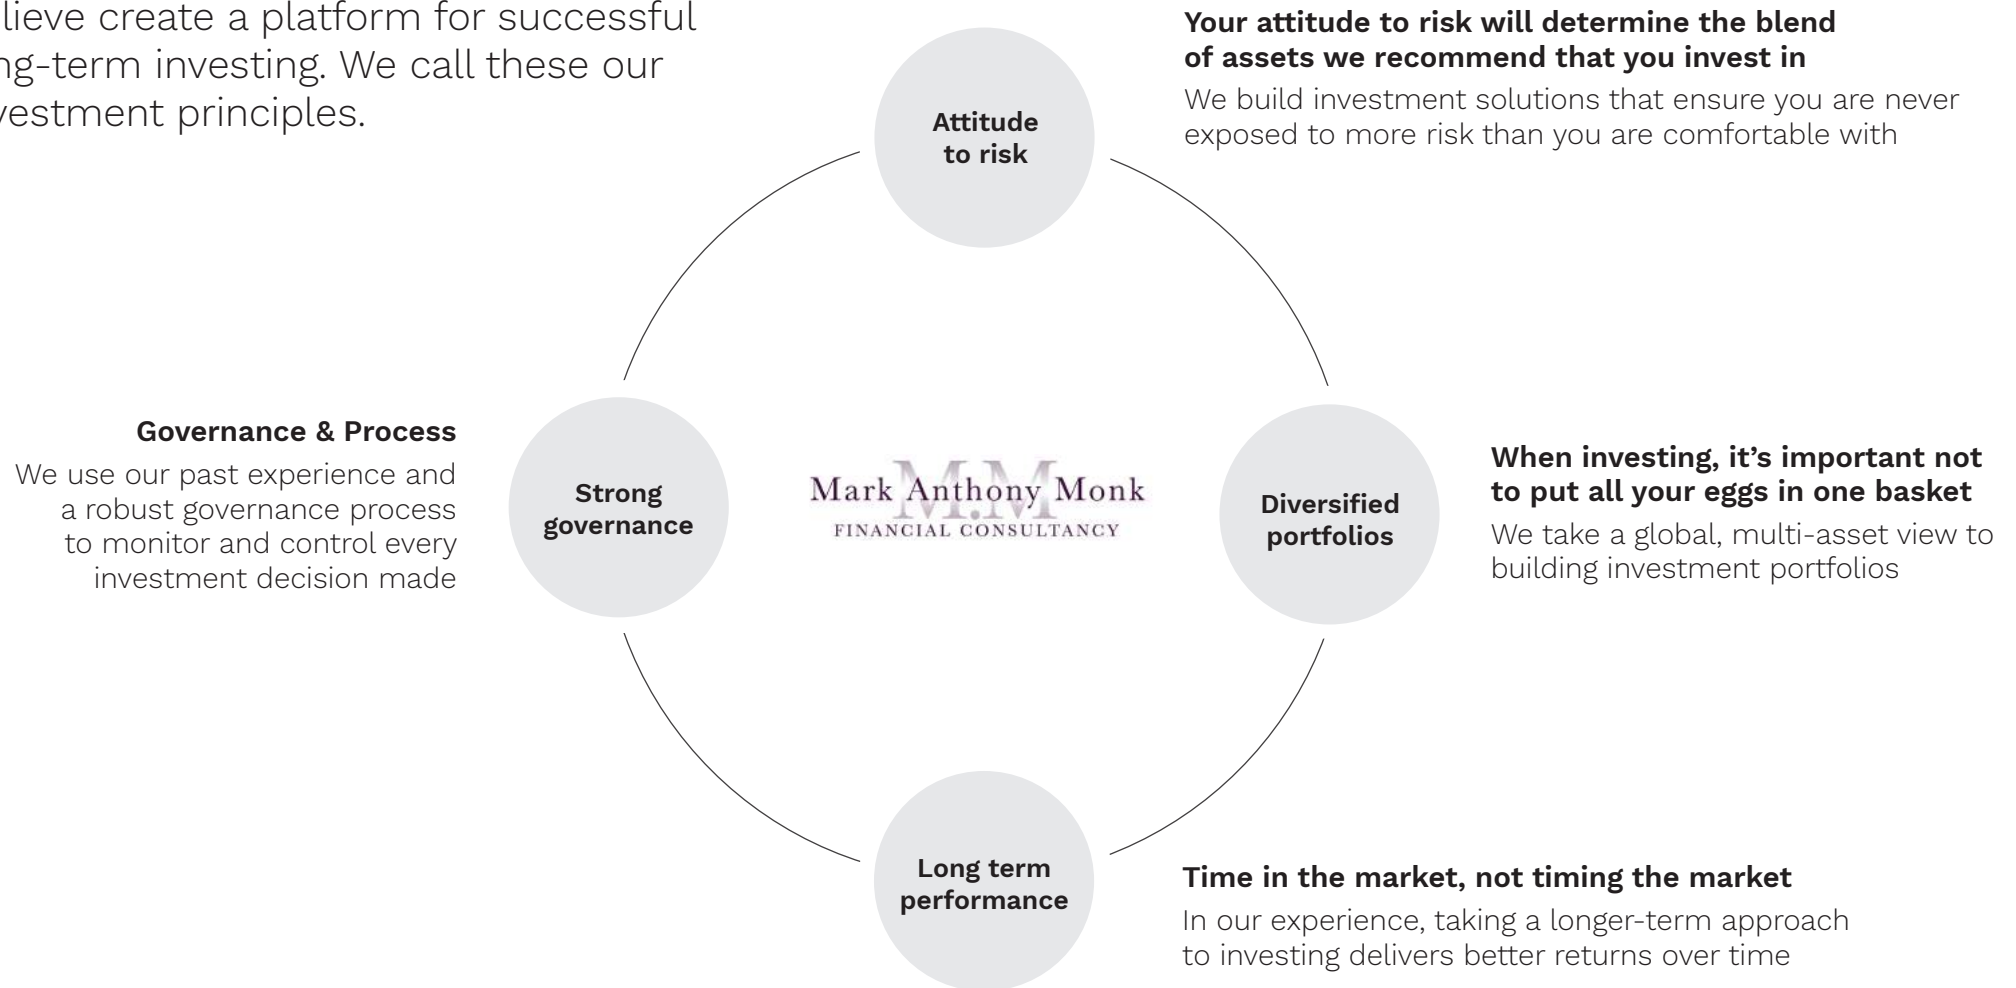 lieve create a platform for successful
ng-term investing. We call these our
vestment principles.
Attitude
to risk
Your attitude to risk will determine the blend
of assets we recommend that you invest in
We build investment solutions that ensure you are never
exposed to more risk than you are comfortable with
Governance & Process
We use our past experience and
a robust governance process
to monitor and control every
investment decision made
Strong
governance
M.M
Mark Anthony Monk
FINANCIAL CONSULTANCY
Diversified
portfolios
When investing, it’s important not
to put all your eggs in one basket
We take a global, multi-asset view to
building investment portfolios
Long term
performance
Time in the market, not timing the market
In our experience, taking a longer-term approach
to investing delivers better returns over time